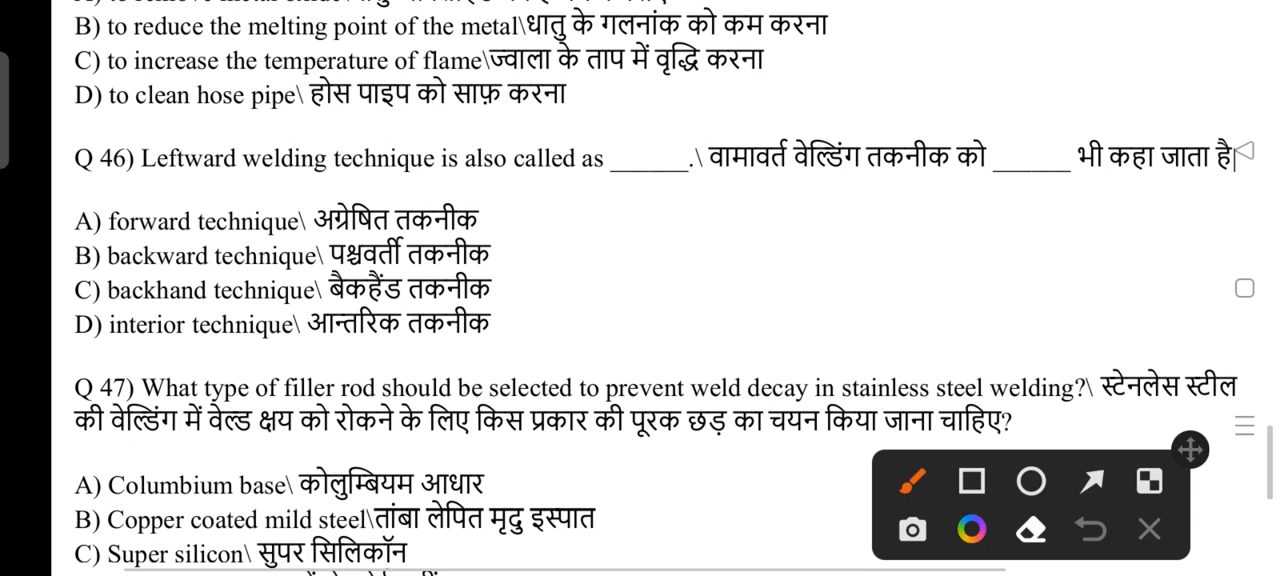 B) to reduce the melting point of the metal\धातु के गलनांक को कम करना
C) to increase the temperature of flame\ज्वाला के ताप में वृद्धि करना
D) to clean hose pipe\ होस पाइप को साफ़ करना
Q 46) Leftward welding technique is also called as ______.\ वामावर्त वेल्डिंग तकनीक को ______ भी कहा जाता है|
A) forward technique\ अग्रेषित तकनीक
B) backward technique\ पश्चवर्ती तकनीक
C) backhand technique\ बैकहैंड तकनीक
D) interior technique\ आन्तरिक तकनीक
Q 47) What type of filler rod should be selected to prevent weld decay in stainless steel welding?\ स्टेनलेस स्टील
की वेल्डिंग में वेल्ड क्षय को रोकने के लिए किस प्रकार की पूरक छड़ का चयन किया जाना चाहिए?
A) Columbium base\ कोलुम्बियम आधार
B) Copper coated mild steel\तांबा लेपित मृदु इस्पात
C) Super silicon\ सुपर सिलिकॉन